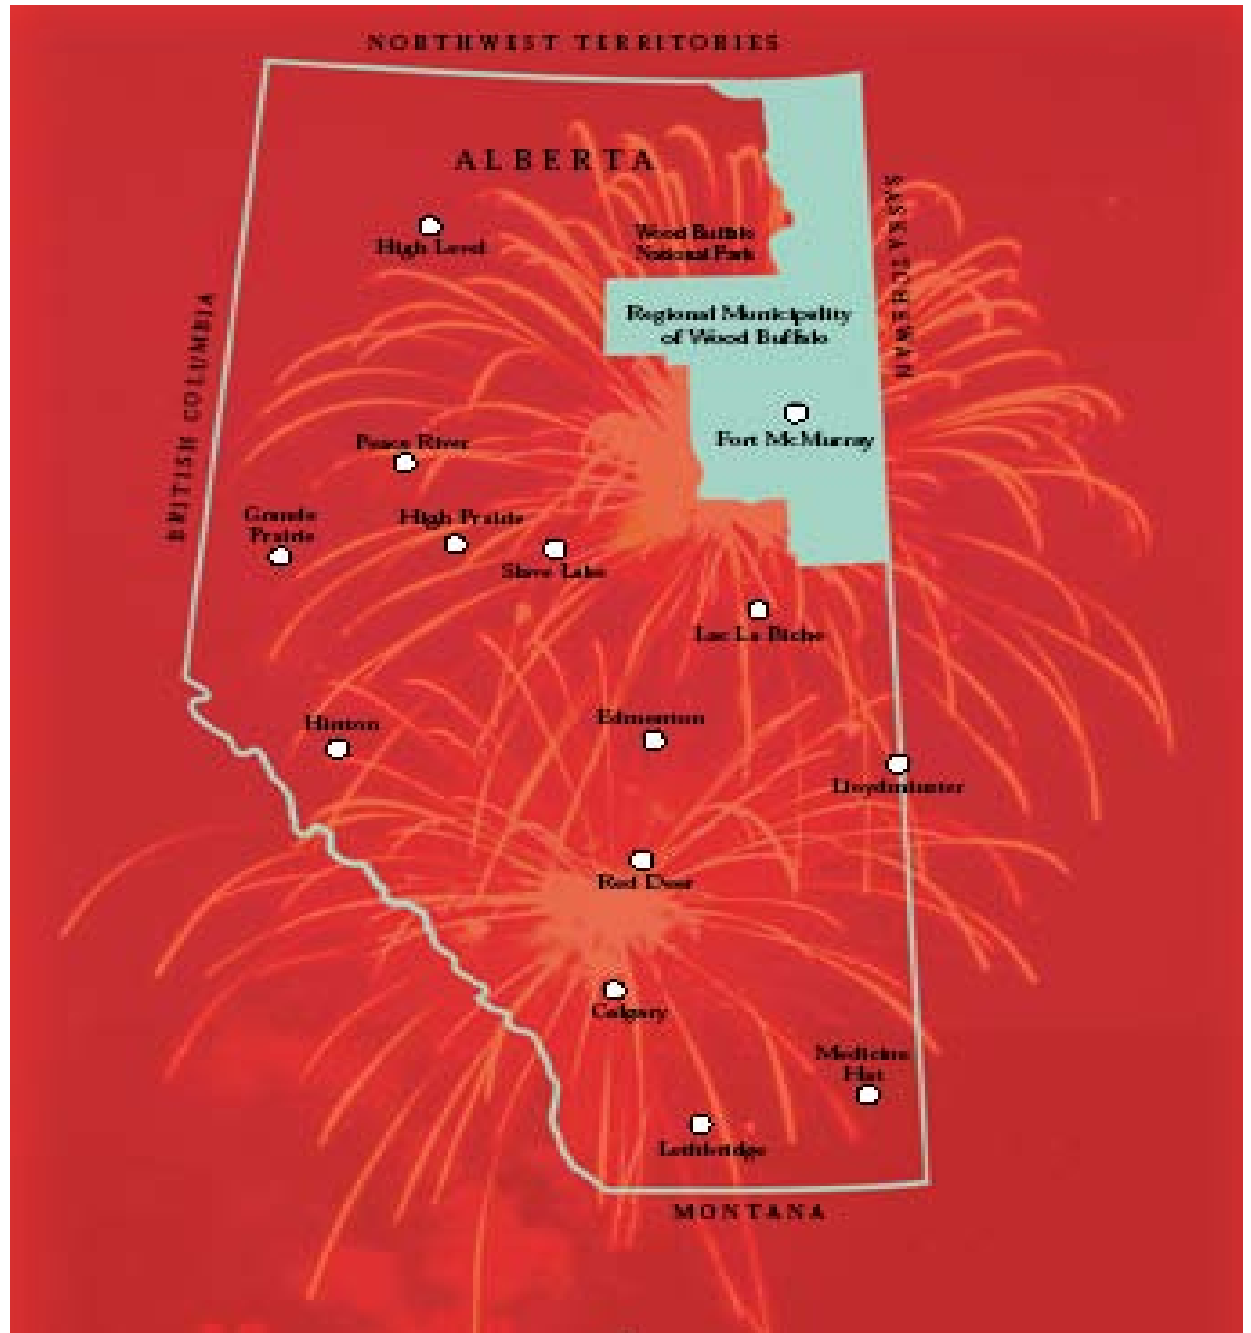 NORTHWEST TERRITORIES
ALBERTA
SASKATCHEWAN
High Level
Wood Buffalo
National Park
BRITISH COLUMBIA
Regional Municipality
of Wood Buffalo
Fort McMurray
Peace River
Grande
Prairie
High Prairie
Slave Lake
Lac La Biche
Hinton
Edmonton
Lloydminster
Red Deer
Calgary
Medicine
Hat
Lethbridge
MONTANA